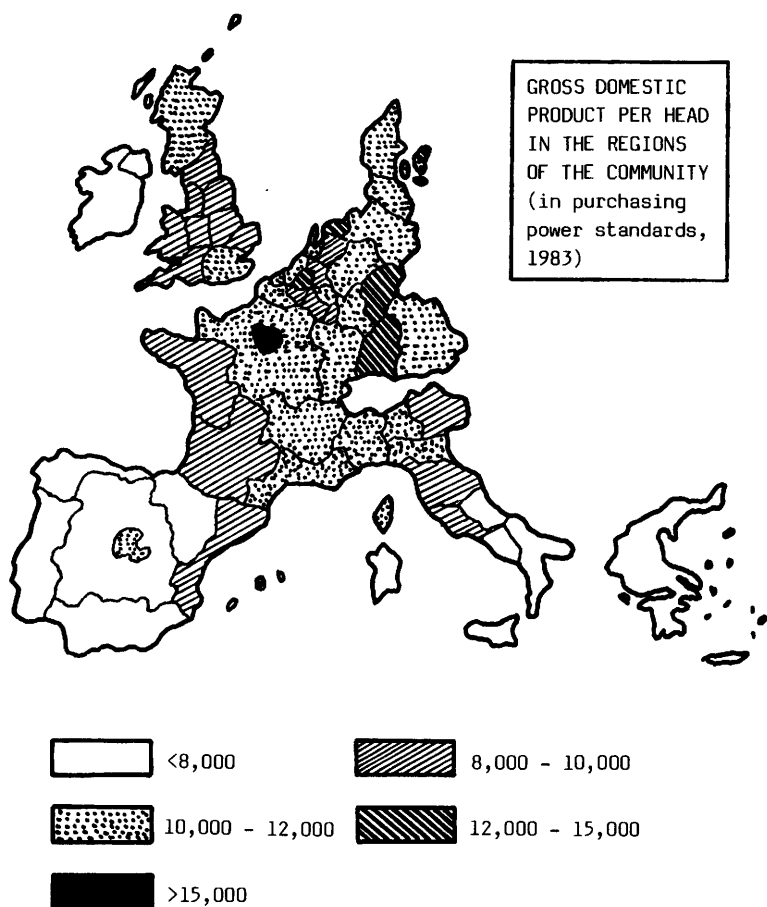 GROSS DOMESTIC
PRODUCT PER HEAD
IN THE REGIONS
OF THE COMMUNITY
(in purchasing
power standards,
1983)
<8,000
8,000 - 10,000
10,000 - 12,000
12,000 - 15,000
>15,000